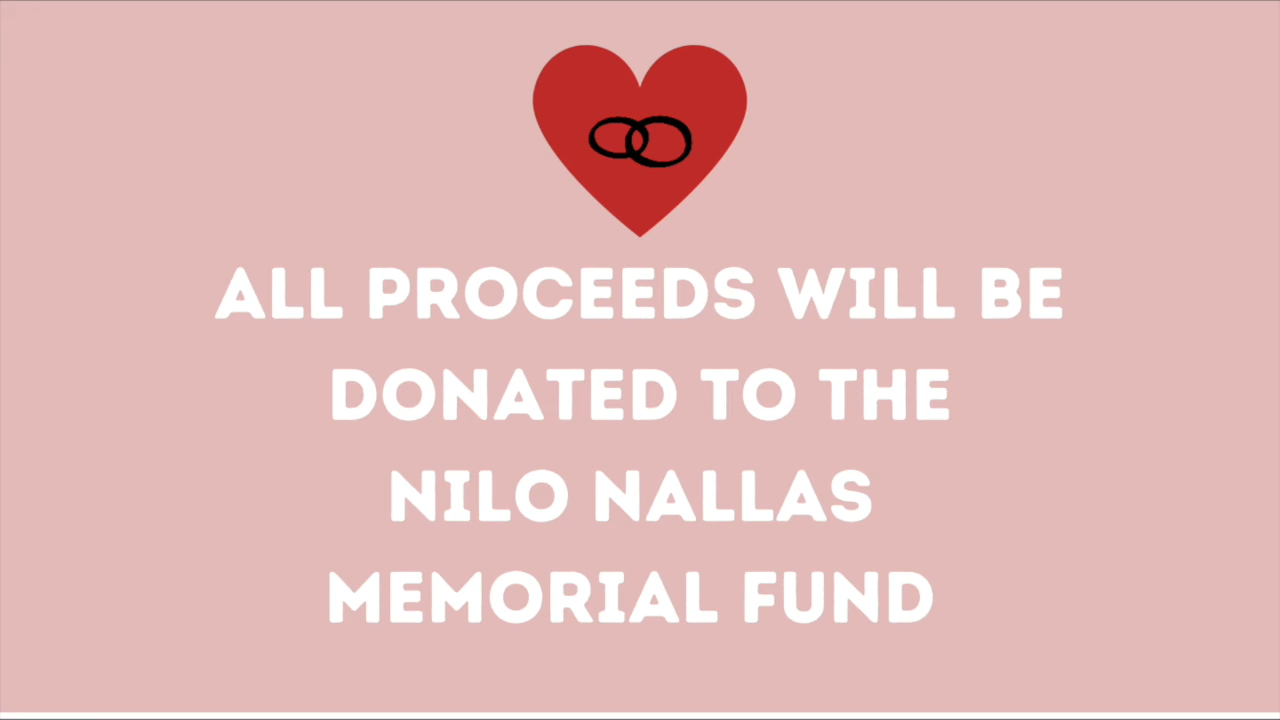 ALL PROCEEDS WILL BE
DONATED TO THE
NILO NALLAS
MEMORIAL FUND